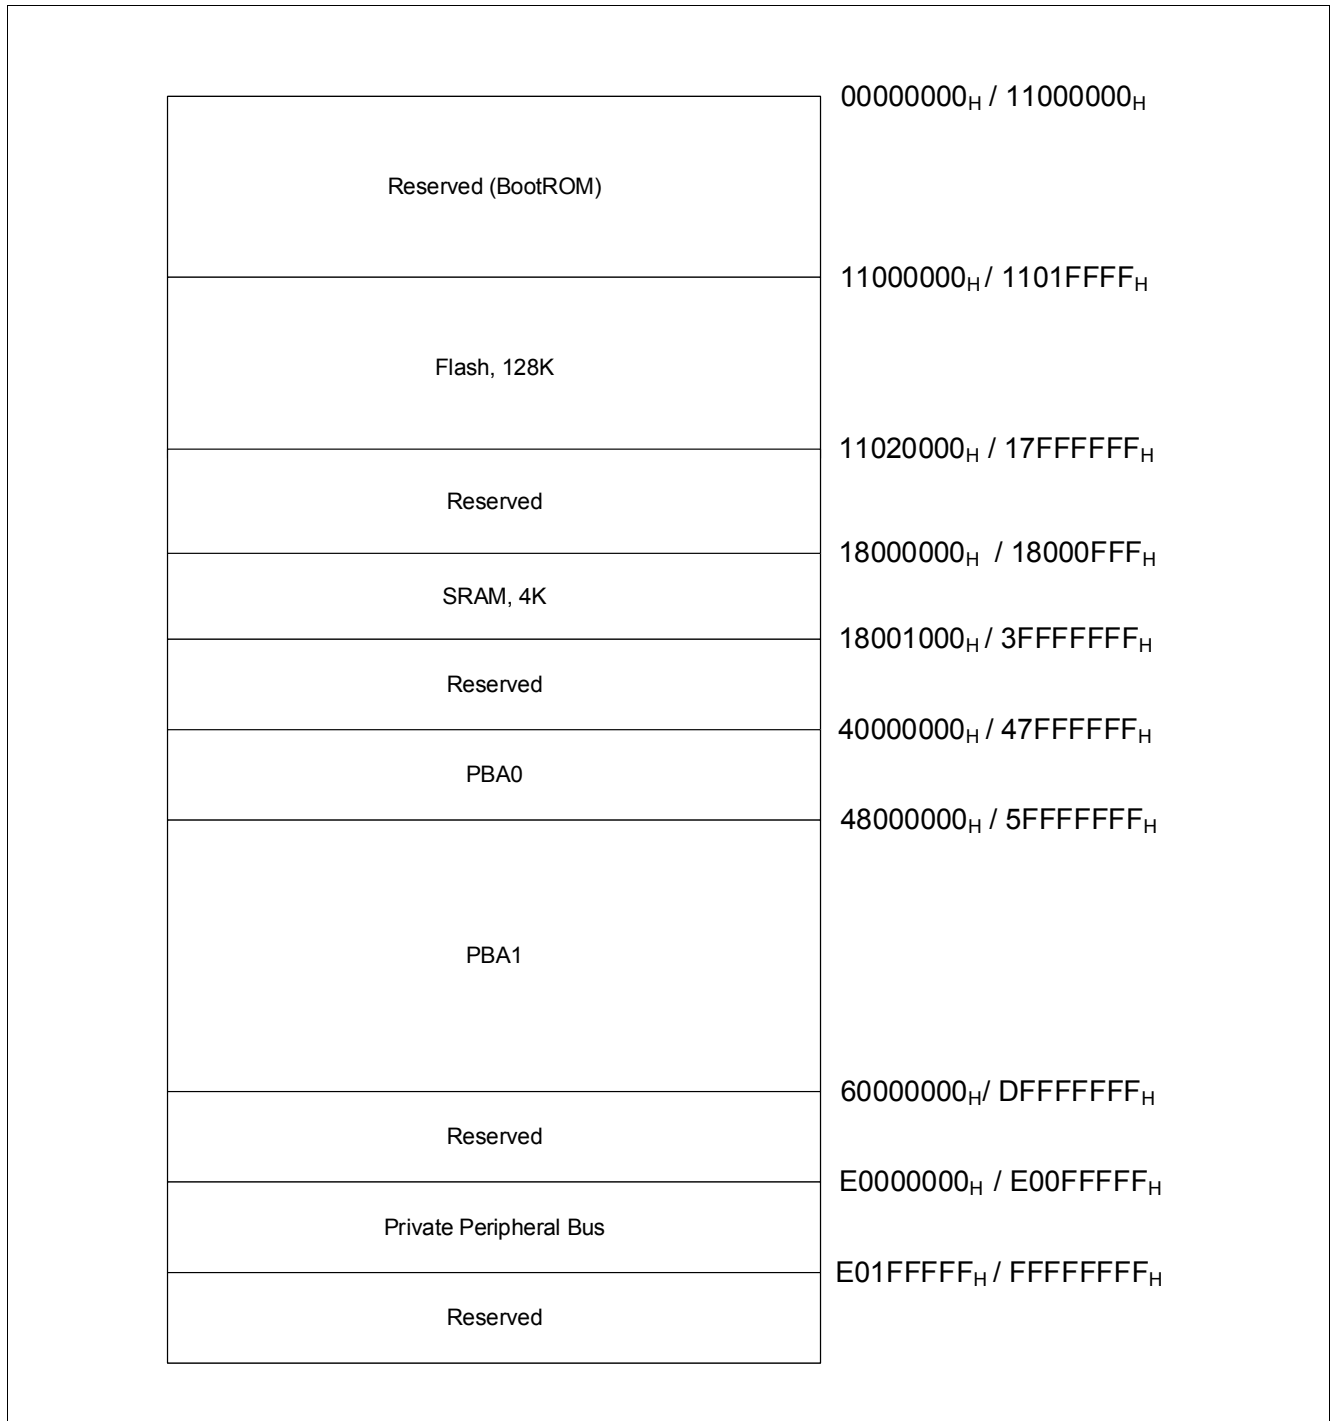 00000000H / 11000000H
Reserved (BootROM)
11000000H / 1101FFFFH
Flash, 128K
11020000H / 17FFFFFFH
Reserved
18000000H / 18000FFFH
SRAM, 4K
18001000H / 3FFFFFFFH
Reserved
40000000H / 47FFFFFFH
PBA0
48000000H / 5FFFFFFFH
PBA1
60000000H/ DFFFFFFFH
Reserved
E0000000H / E00FFFFFH
Private Peripheral Bus
E01FFFFFH / FFFFFFFFH
Reserved